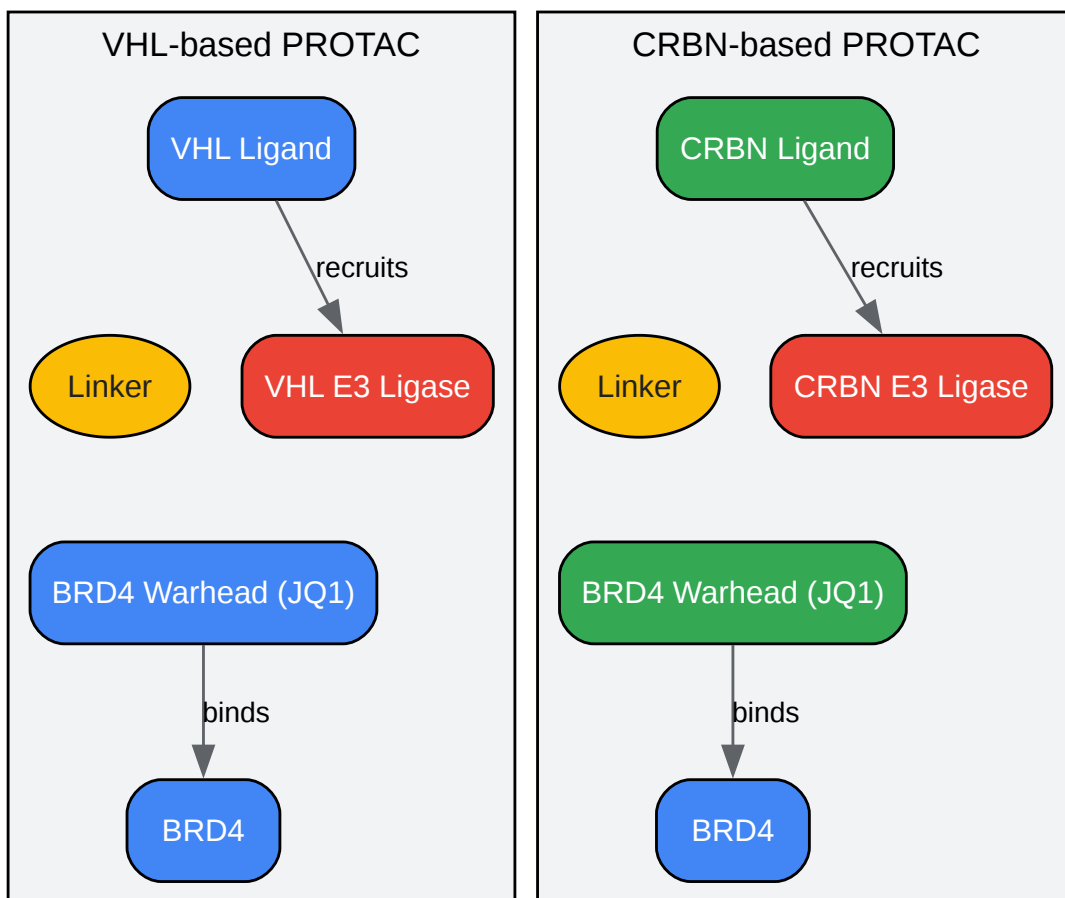 VHL-based PROTAC
VHL Ligand
recruits
Linker
VHL E3 Ligase
BRD4 Warhead (JQ1)
binds
BRD4
CRBN-based PROTAC
CRBN Ligand
recruits
Linker
CRBN E3 Ligase
BRD4 Warhead (JQ1)
binds
BRD4